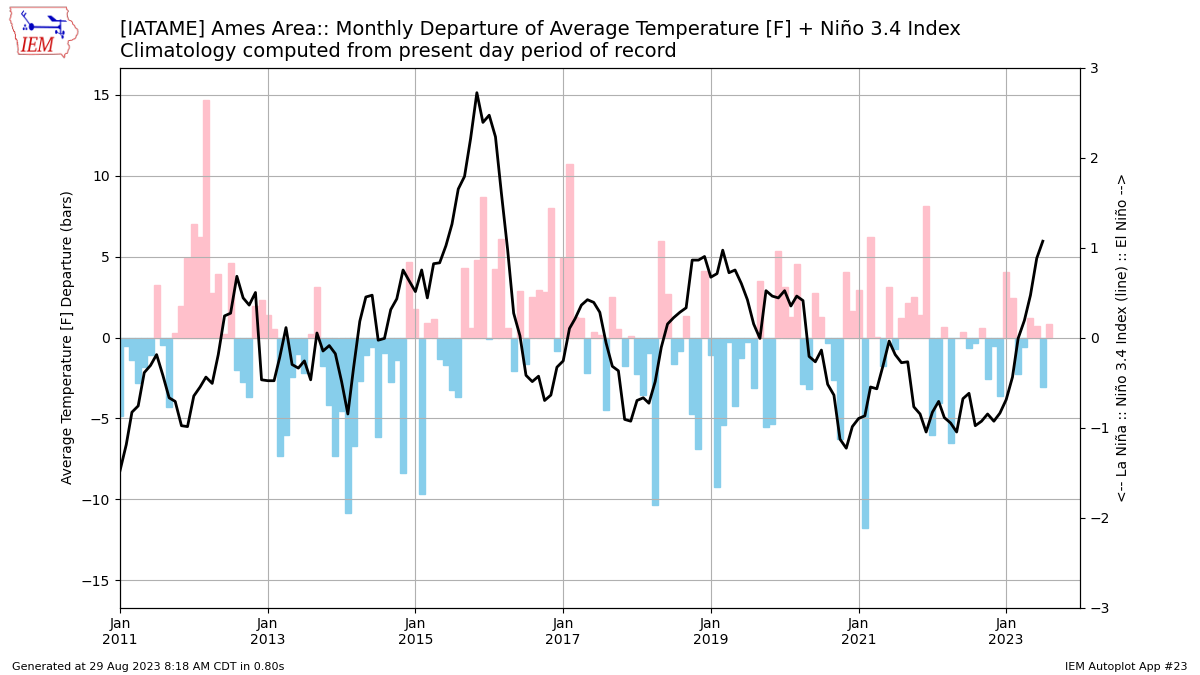 IEM
[IATAME] Ames Area:: Monthly Departure of Average Temperature [F] + Niño 3.4 Index
Climatology computed from present day period of record
Average Temperature [F] Departure (bars)
15
10
5
0
−5
−10
−15
3
2
1
0
−1
−2
−3
<-- La Niña :: Niño 3.4 Index (line) :: El Niño -->
Jan Jan Jan Jan Jan Jan Jan
2011 2013 2015 2017 2019 2021 2023
Generated at 29 Aug 2023 8:18 AM CDT in 0.80s
IEM Autoplot App #23